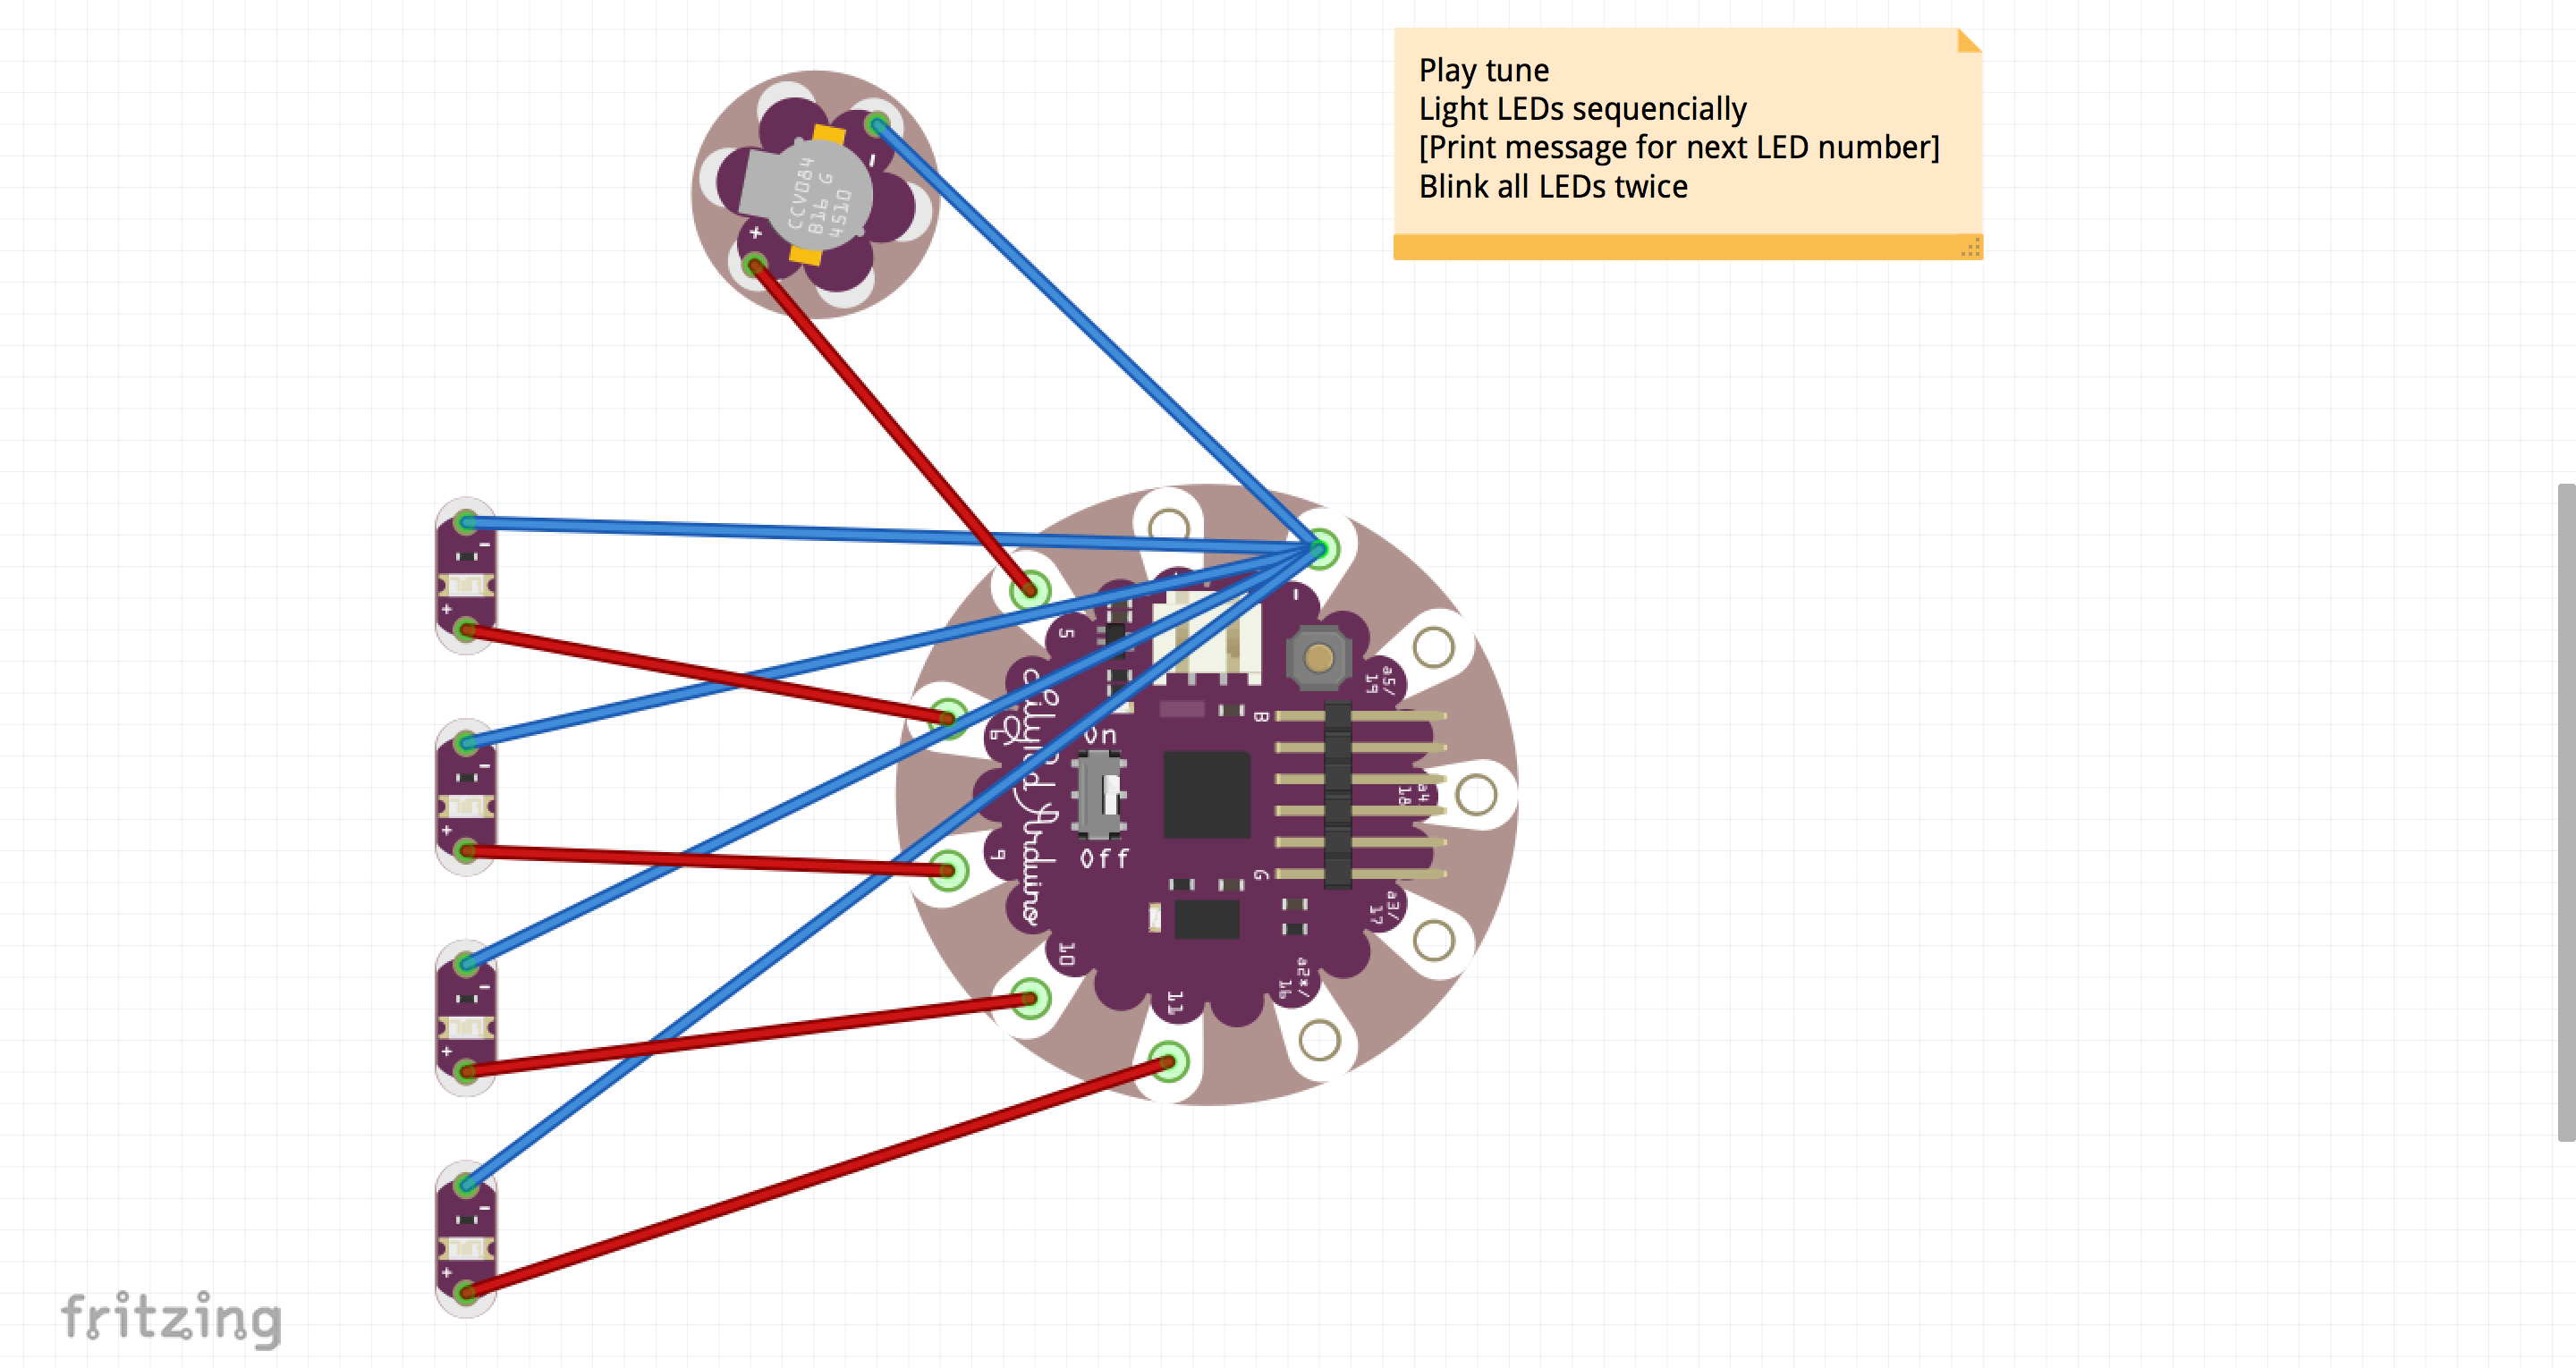 Play tune
Light LEDs sequencially
[Print message for next LED number]
Blink all LEDs twice
CCV084
B16 G
4510
-
+
-
+
-
+
-
+
-
+
-
5
6
9
10
11
a5/
19
a4
18
a3/
17
a2*/
16
B
G
On
Off
Arduino
fritzing